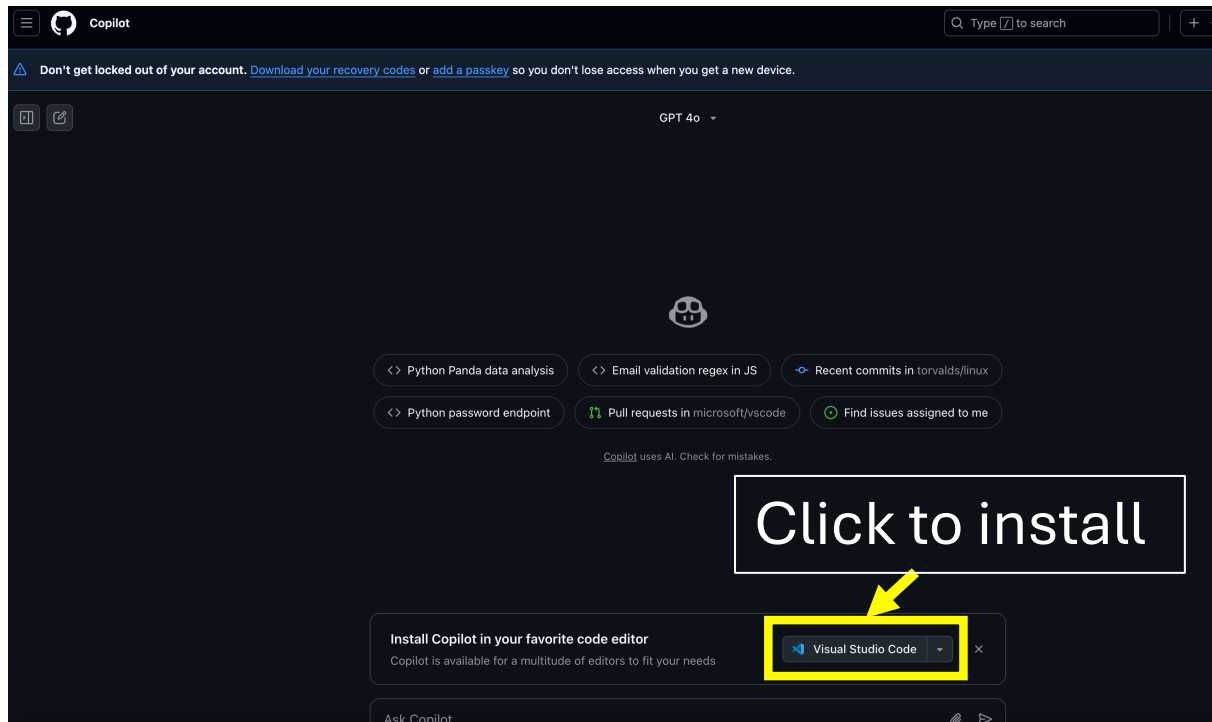 Copilot
Type / to search
Don't get locked out of your account. Download your recovery codes or add a passkey so you don't lose access when you get a new device.
GPT 4o
Python Panda data analysis
Email validation regex in JS
Recent commits in torvalds/linux
Python password endpoint
Pull requests in microsoft/vscode
Find issues assigned to me
Copilot uses AI. Check for mistakes.
Click to install
Install Copilot in your favorite code editor
Visual Studio Code
Copilot is available for a multitude of editors to fit your needs
Ask Copilot